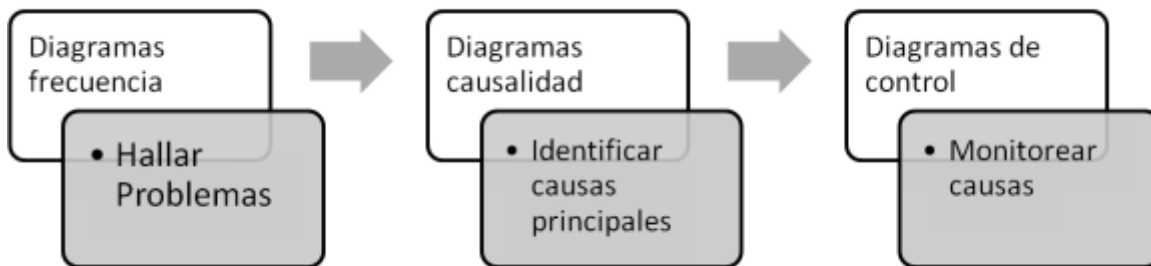 Diagramas
frecuencia
• Hallar
Problemas
Diagramas
causalidad
• Identificar
causas
principales
Diagramas de
control
• Monitorear
causas